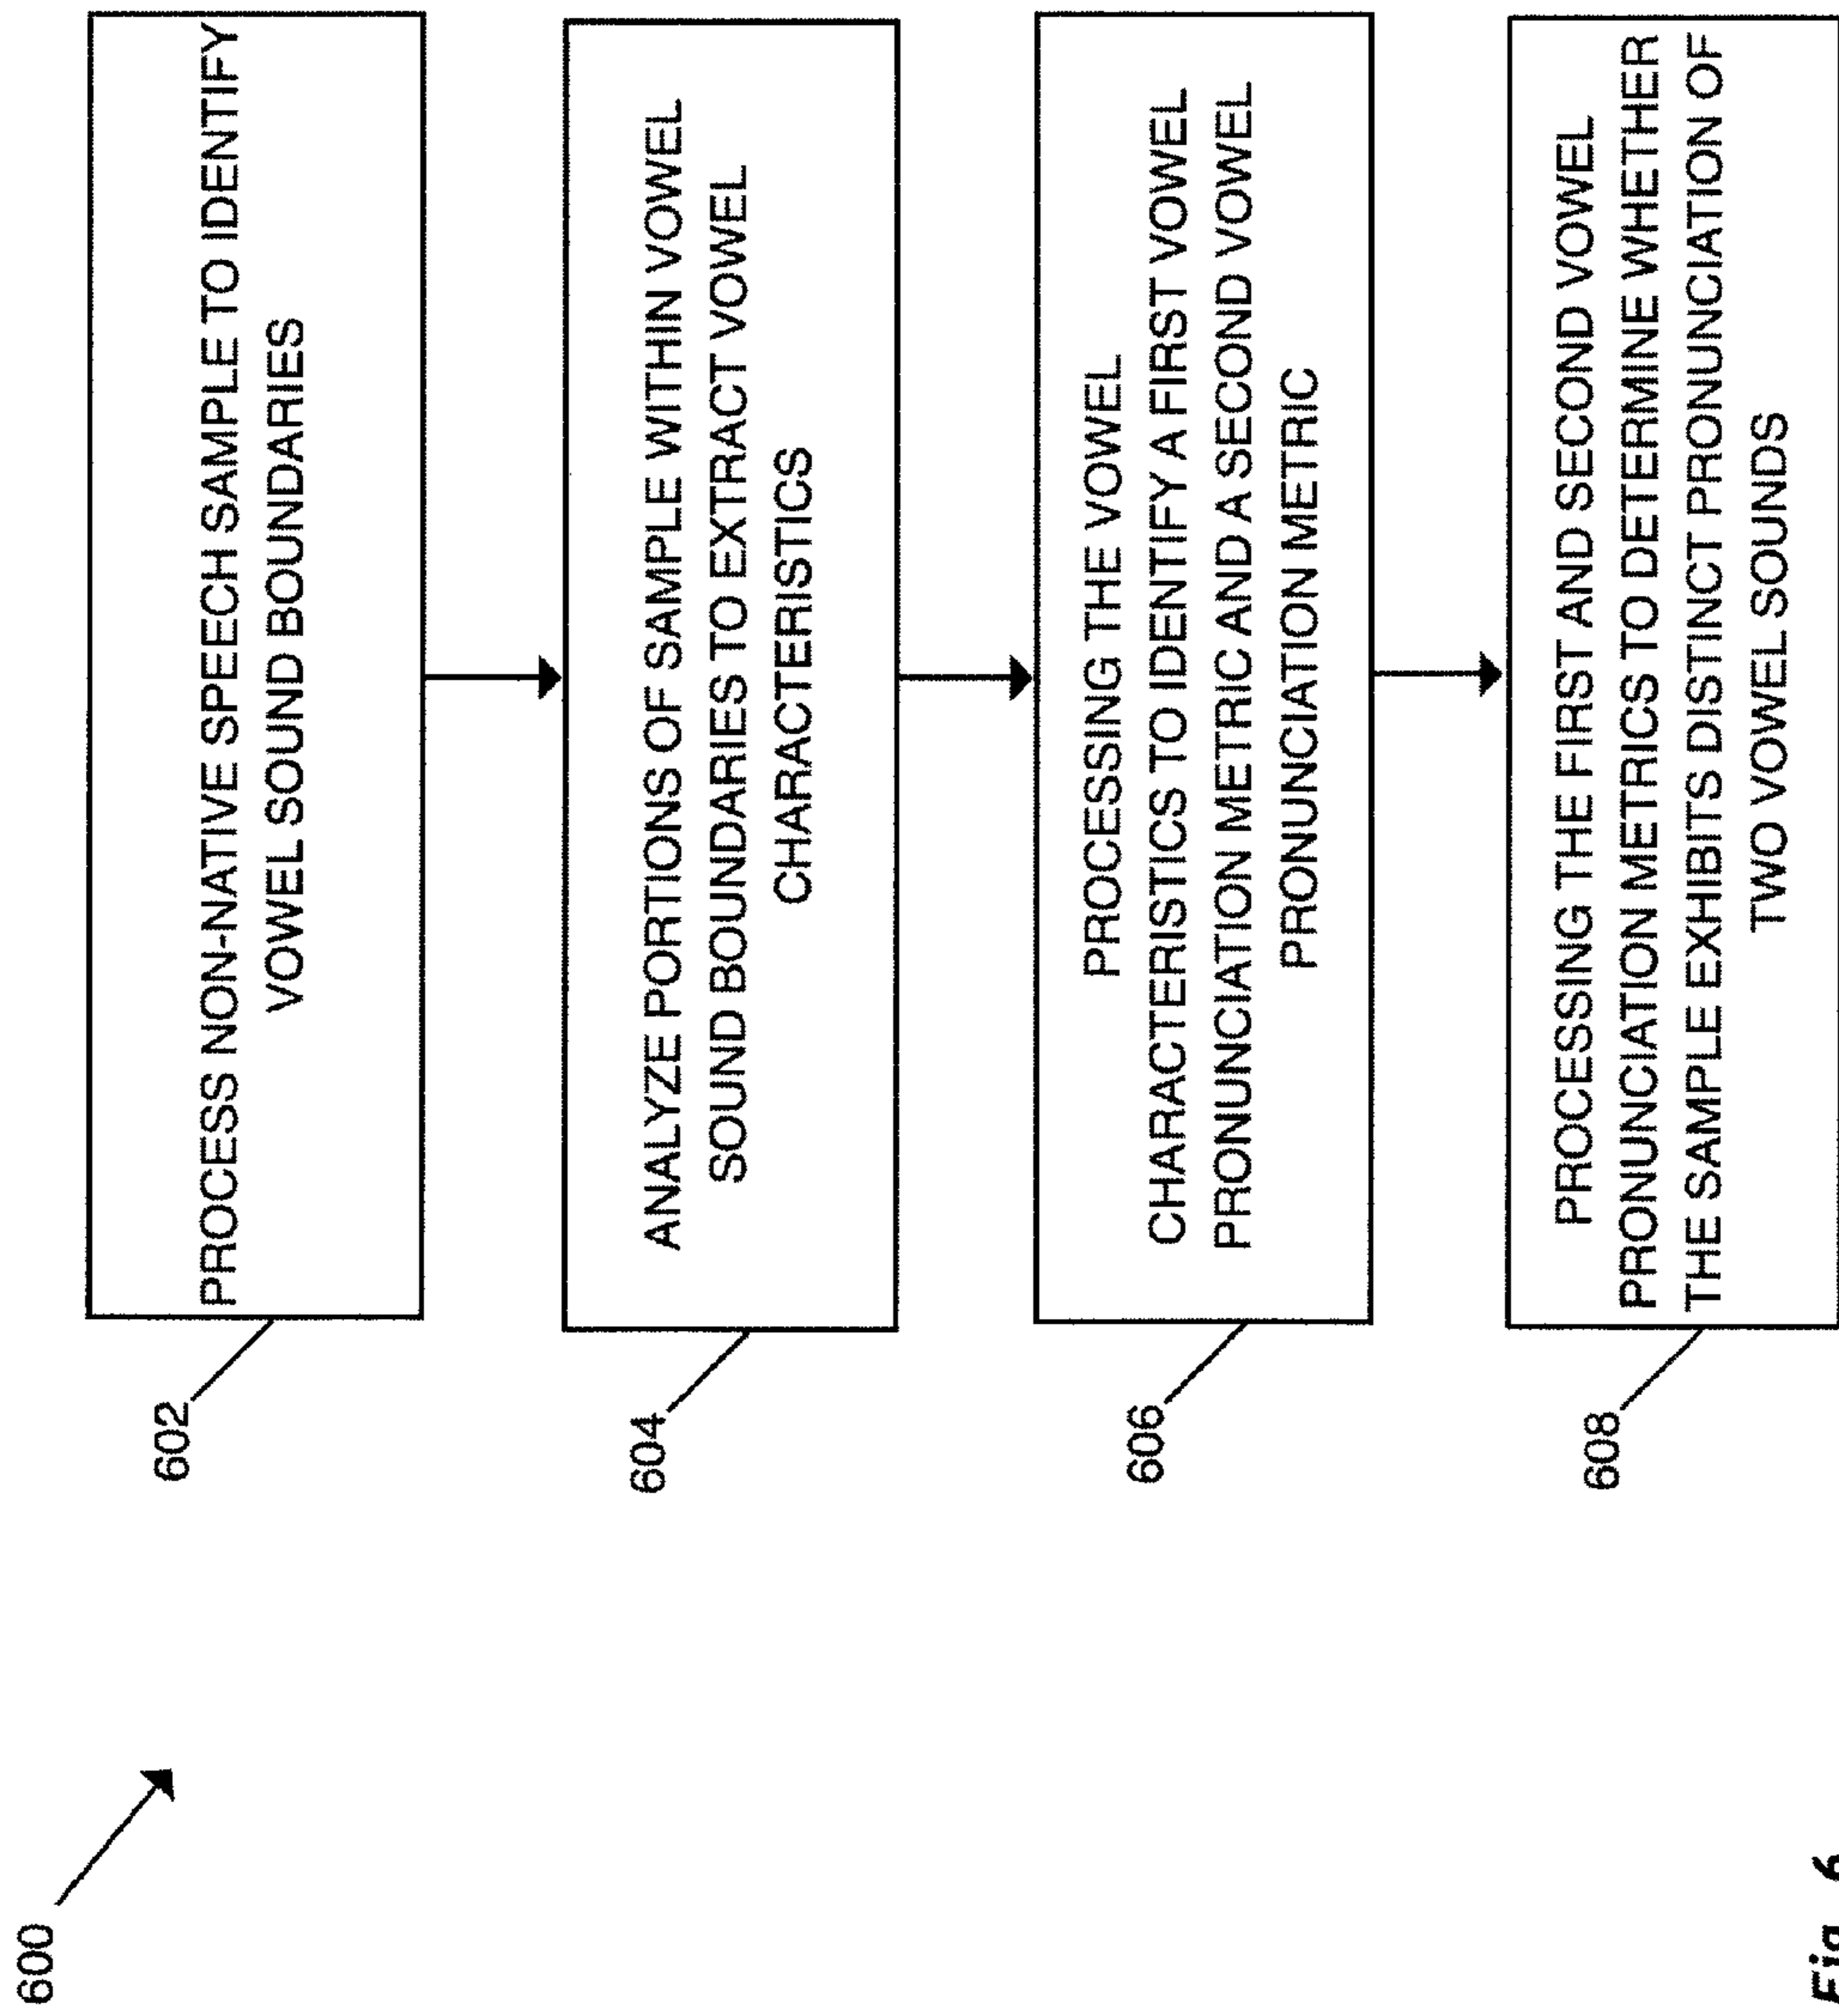 600
602
PROCESS NON-NATIVE SPEECH SAMPLE TO IDENTIFY
VOWEL SOUND BOUNDARIES
604
ANALYZE PORTIONS OF SAMPLE WITHIN VOWEL
SOUND BOUNDARIES TO EXTRACT VOWEL
CHARACTERISTICS
606
PROCESSING THE VOWEL
CHARACTERISTICS TO IDENTIFY A FIRST VOWEL
PRONUNCIATION METRIC AND A SECOND VOWEL
PRONUNCIATION METRIC
608
PROCESSING THE FIRST AND SECOND VOWEL
PRONUNCIATION METRICS TO DETERMINE WHETHER
THE SAMPLE EXHIBITS DISTINCT PRONUNCIATION OF
TWO VOWEL SOUNDS
Fig. 6